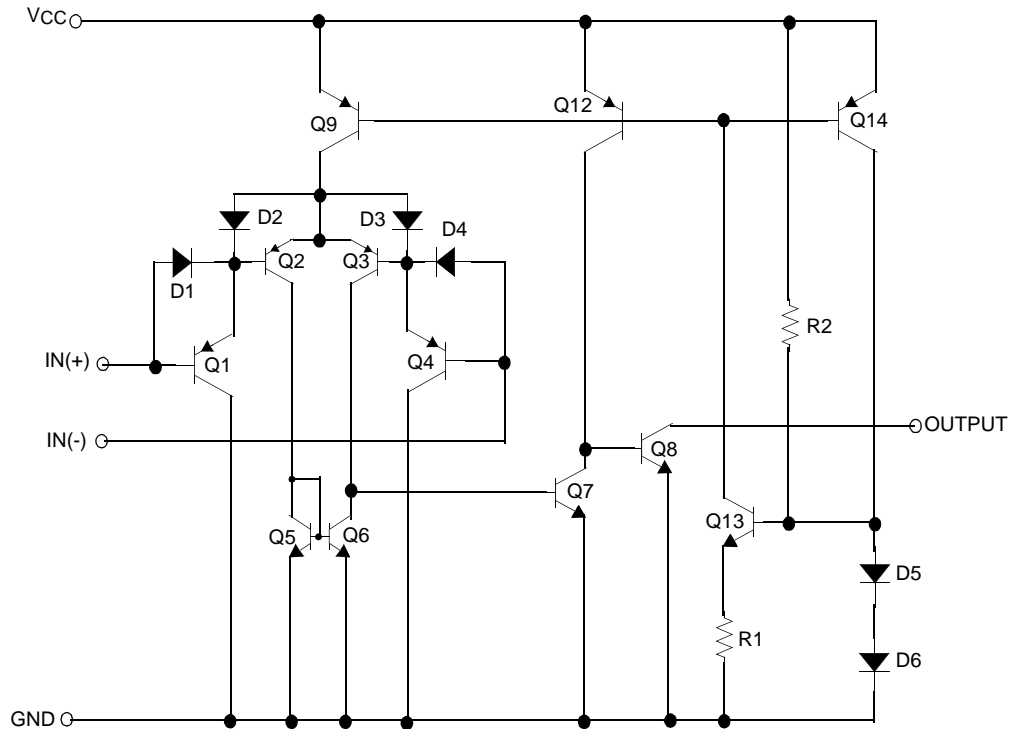 VCC
Q12
Q9
Q14
D2
D3
D4
Q2
Q3
D1
R2
IN(+)
Q1
Q4
IN(-)
OUTPUT
Q8
Q7
Q5
Q6
Q13
D5
R1
D6
GND